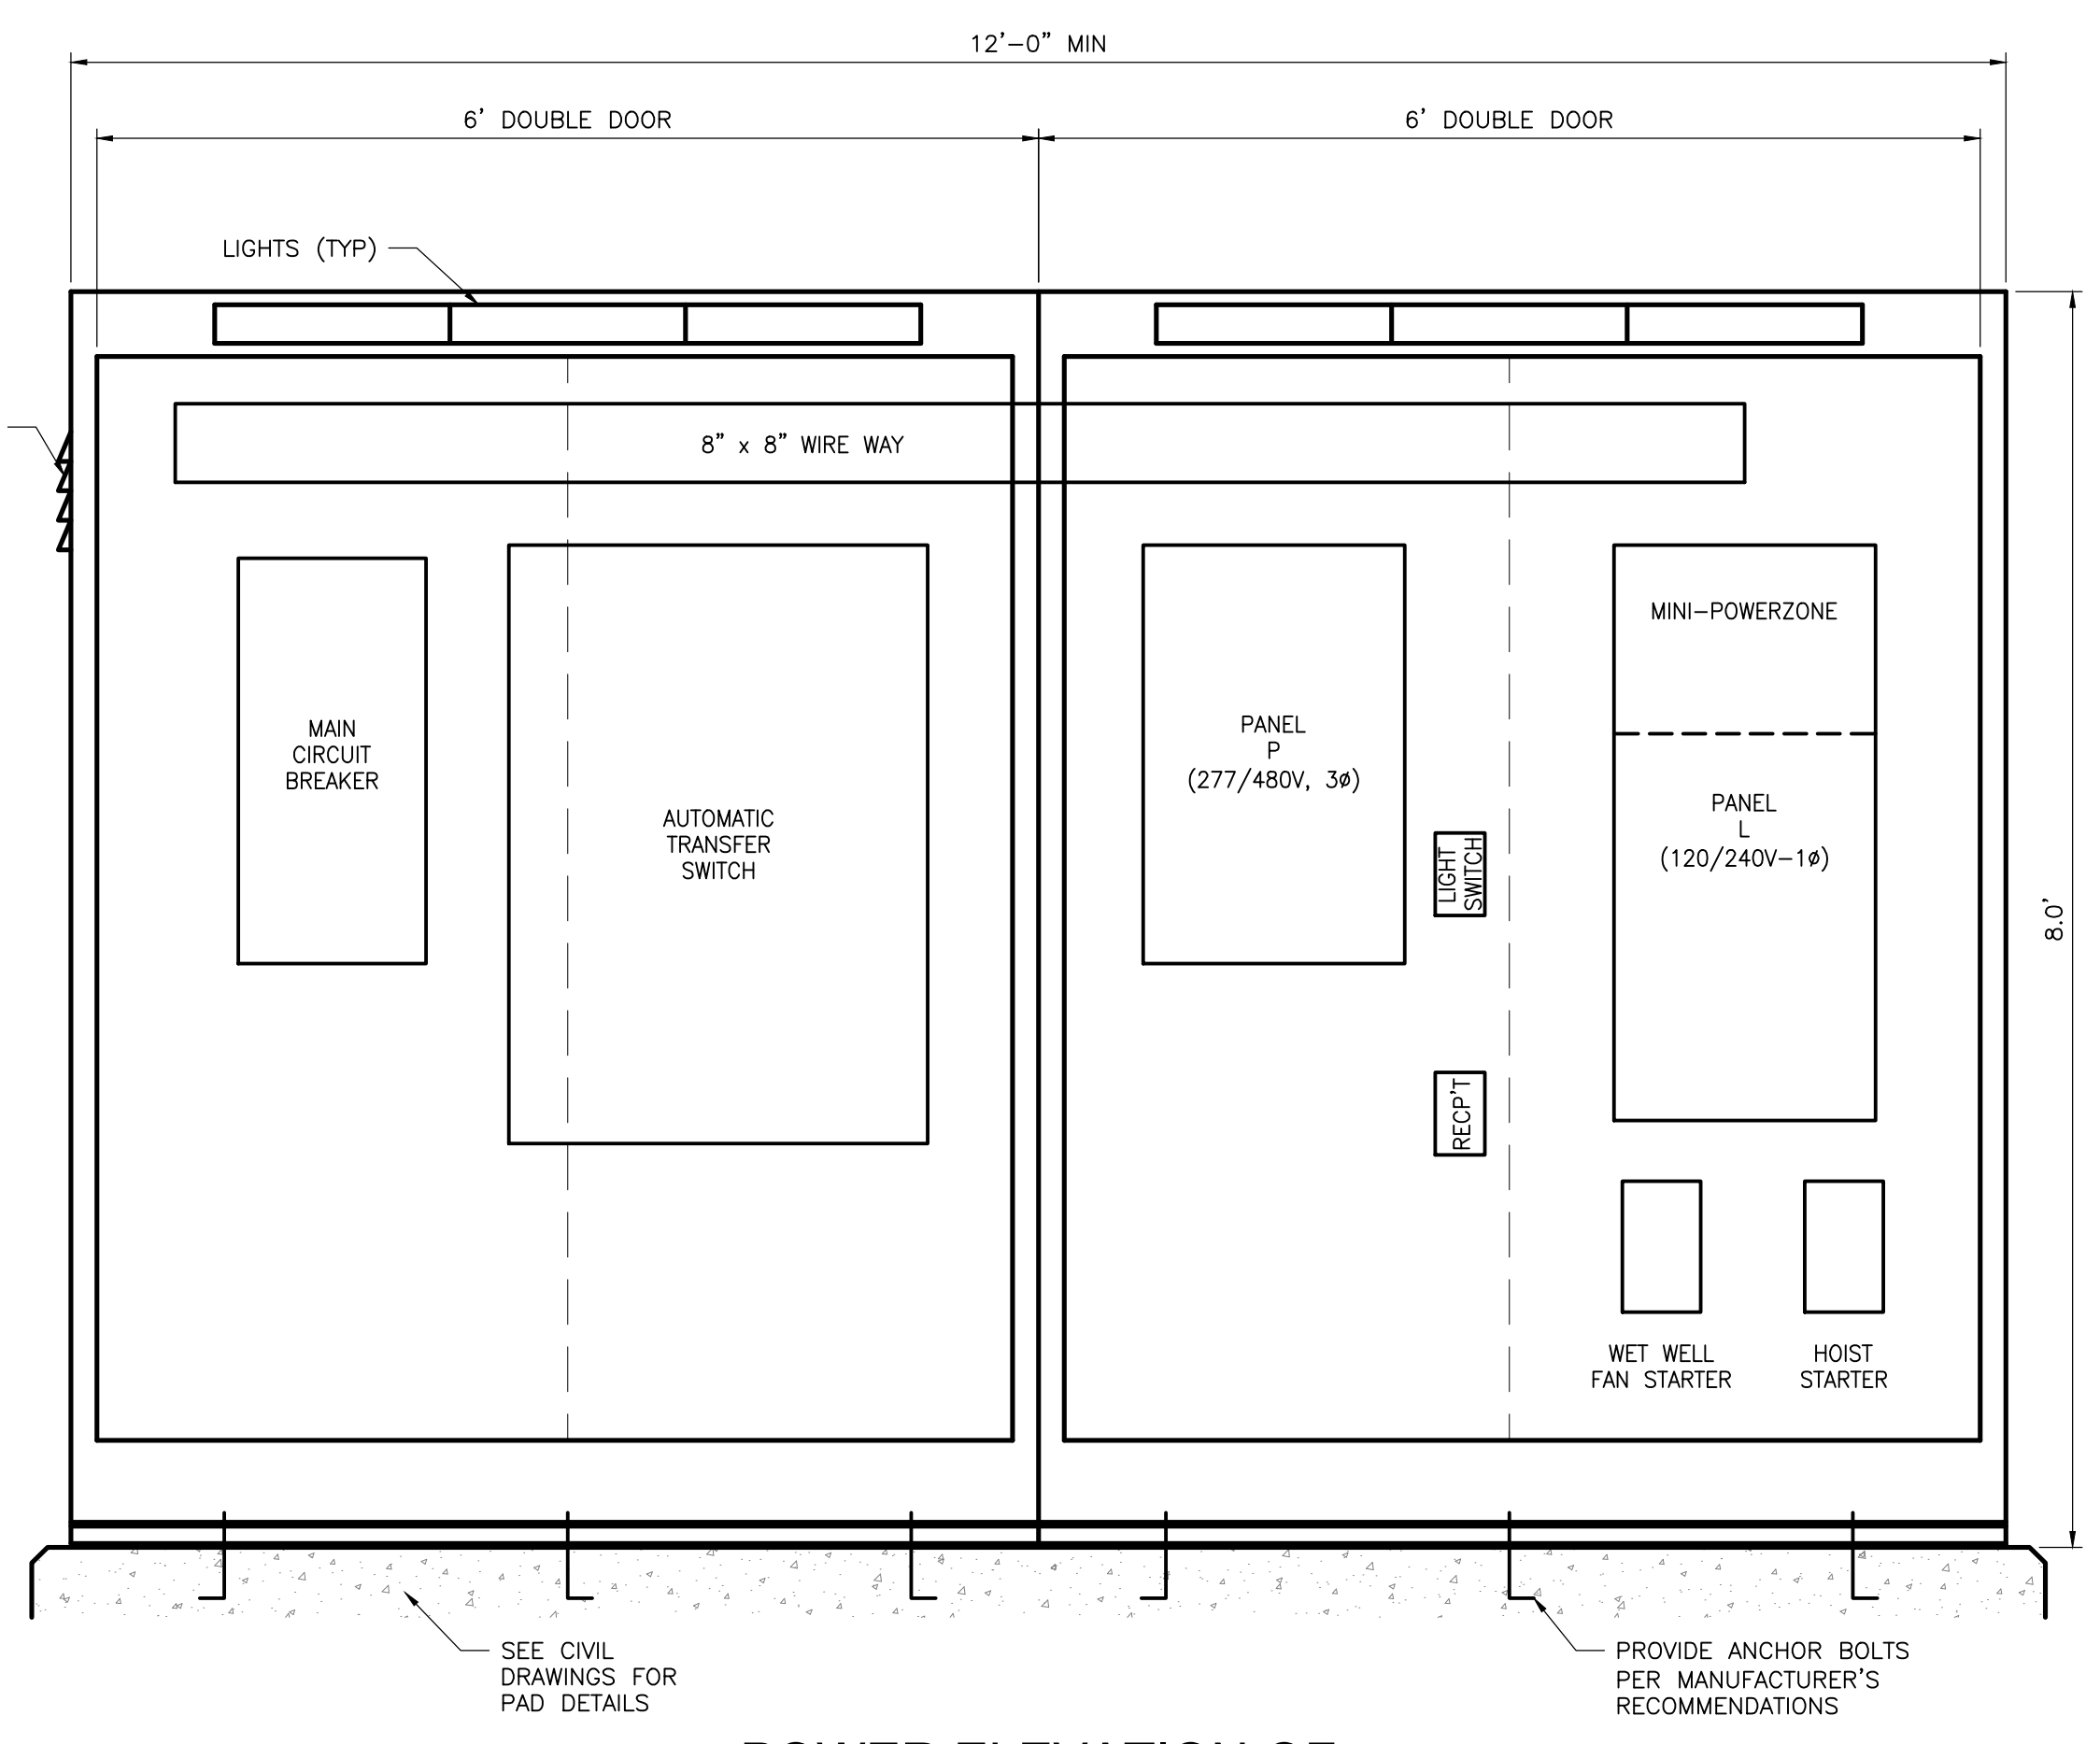 12'-0" MIN
6' DOUBLE DOOR
6' DOUBLE DOOR
LIGHTS (TYP)
8" x 8" WIRE WAY
MAIN
CIRCUIT
BREAKER
AUTOMATIC
TRANSFER
SWITCH
PANEL
P
(277/480V, 3ø)
LIGHT
SWITCH
RECP'T
MINI-POWERZONE
PANEL
L
(120/240V-1ø)
8.0'
WET WELL
FAN STARTER
HOIST
STARTER
SEE CIVIL
DRAWINGS FOR
PAD DETAILS
PROVIDE ANCHOR BOLTS
PER MANUFACTURER'S
RECOMMENDATIONS